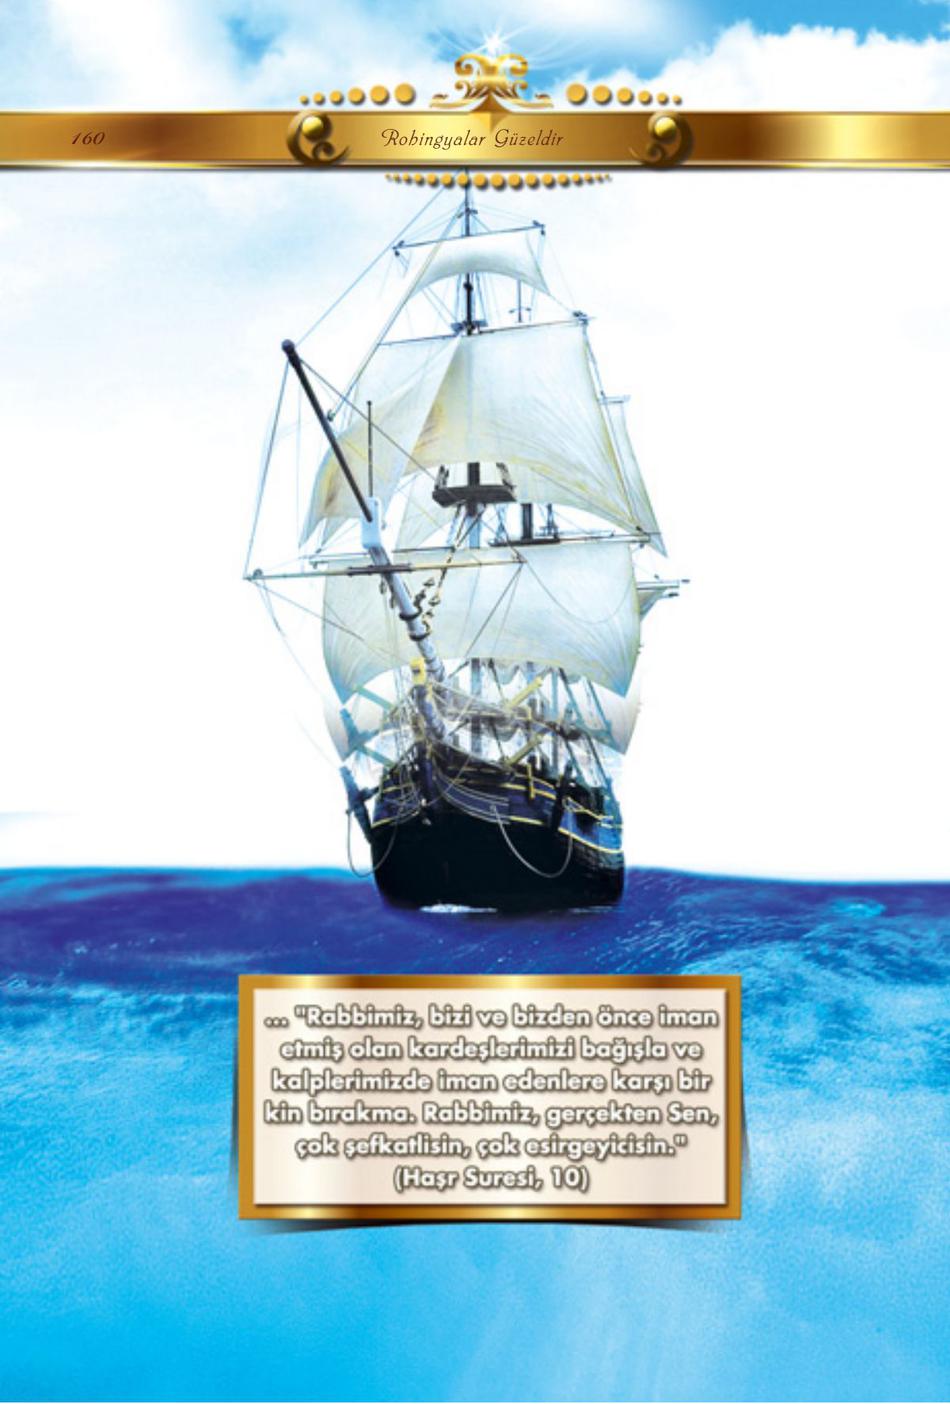 160
Rohingyalar Güzeldir
... "Rabbimiz, bizi ve bizden önce iman
etmiş olan kardeşlerimizi bağışla ve
kalplerimizde iman edenlere karşı bir
kin bırakma. Rabbimiz, gerçekten Sen,
çok şefkatlisin, çok esirgeyicisin."
(Haşr Suresi, 10)